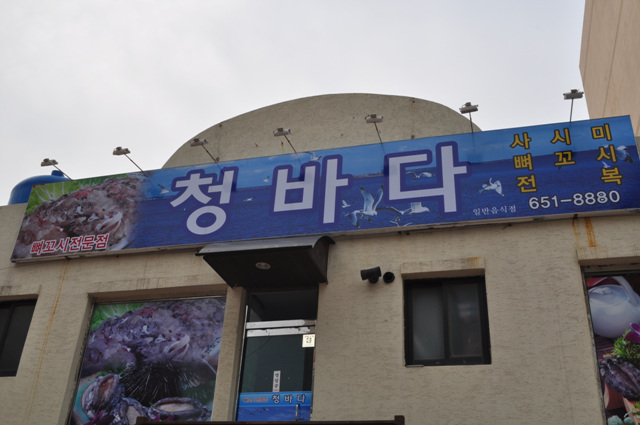 청바다
사시미
뼈꼬시
전복
651-8880
일반음식점
뼈꼬시전문점
청바다